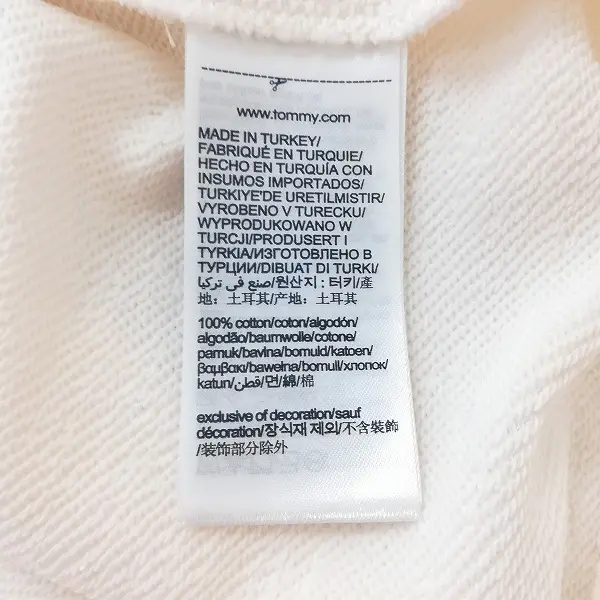 www.tommy.com
MADE IN TURKEY/
FABRIQUÉ EN TURQUIE/
HECHO EN TURQUÍA CON
INSUMOS IMPORTADOS/
TURKIYE'DE URETILMISTIR/
VYROBENO V TURECKU/
WYPRODUKOWANO W
TURCJI/PRODUSERT I
TYRKIA/ИЗГОТОВЛЕНО В
ТУРЦИИ/DIBUAT DI TURKI/
صنع في تركيا/원산지 : 터키/產
地：土耳其/产地：土耳其
100% cotton/coton/algodón/
algodão/baumwolle/cotone/
pamuk/bavlna/bomuld/katoen/
βαμβακι/bawełna/bomull/хлопок/
katun/قطن/면/綿/棉
exclusive of decoration/sauf
décoration/장식재 제외/不含裝飾
/装饰部分除外